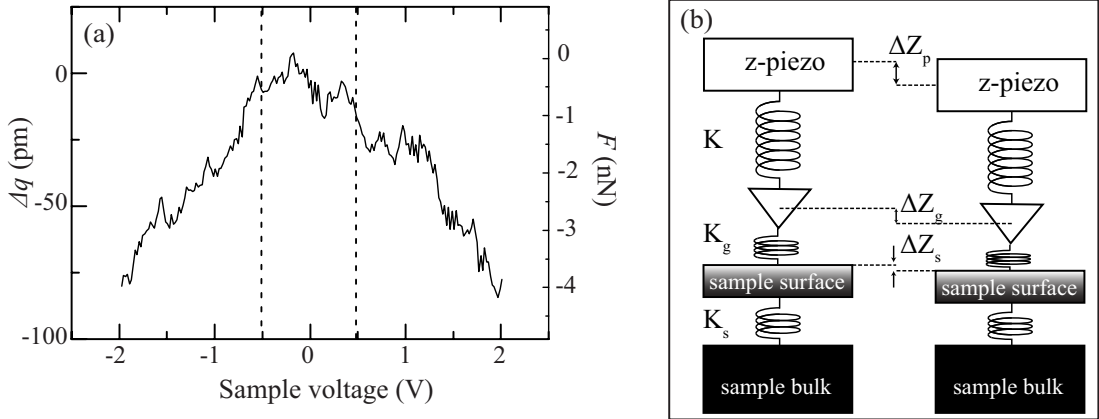 (a)
0
-50
-100
Δq (pm)
-2
-1
0
1
2
Sample voltage (V)
0
-1
-2
-3
-4
F (nN)
(b)
z-piezo
ΔZp
z-piezo
K
ΔZg
Kg
ΔZs
sample surface
sample surface
Ks
sample bulk
sample bulk